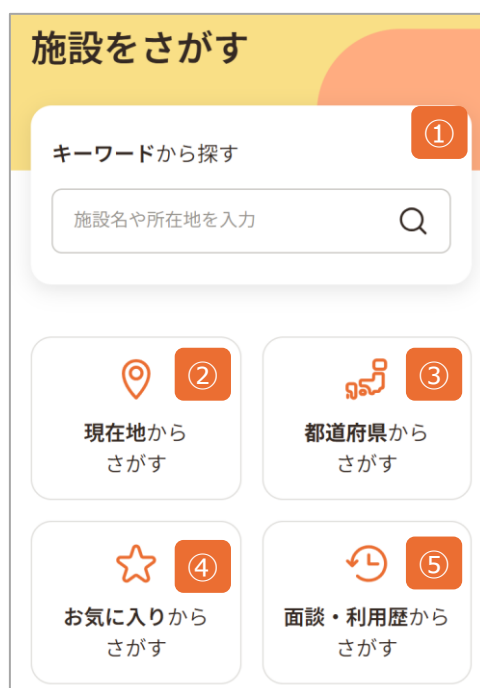 施設をさがす
①
キーワードから探す
施設名や所在地を入力
②
現在地から
さがす
③
都道府県から
さがす
④
お気に入りから
さがす
⑤
面談・利用歴から
さがす